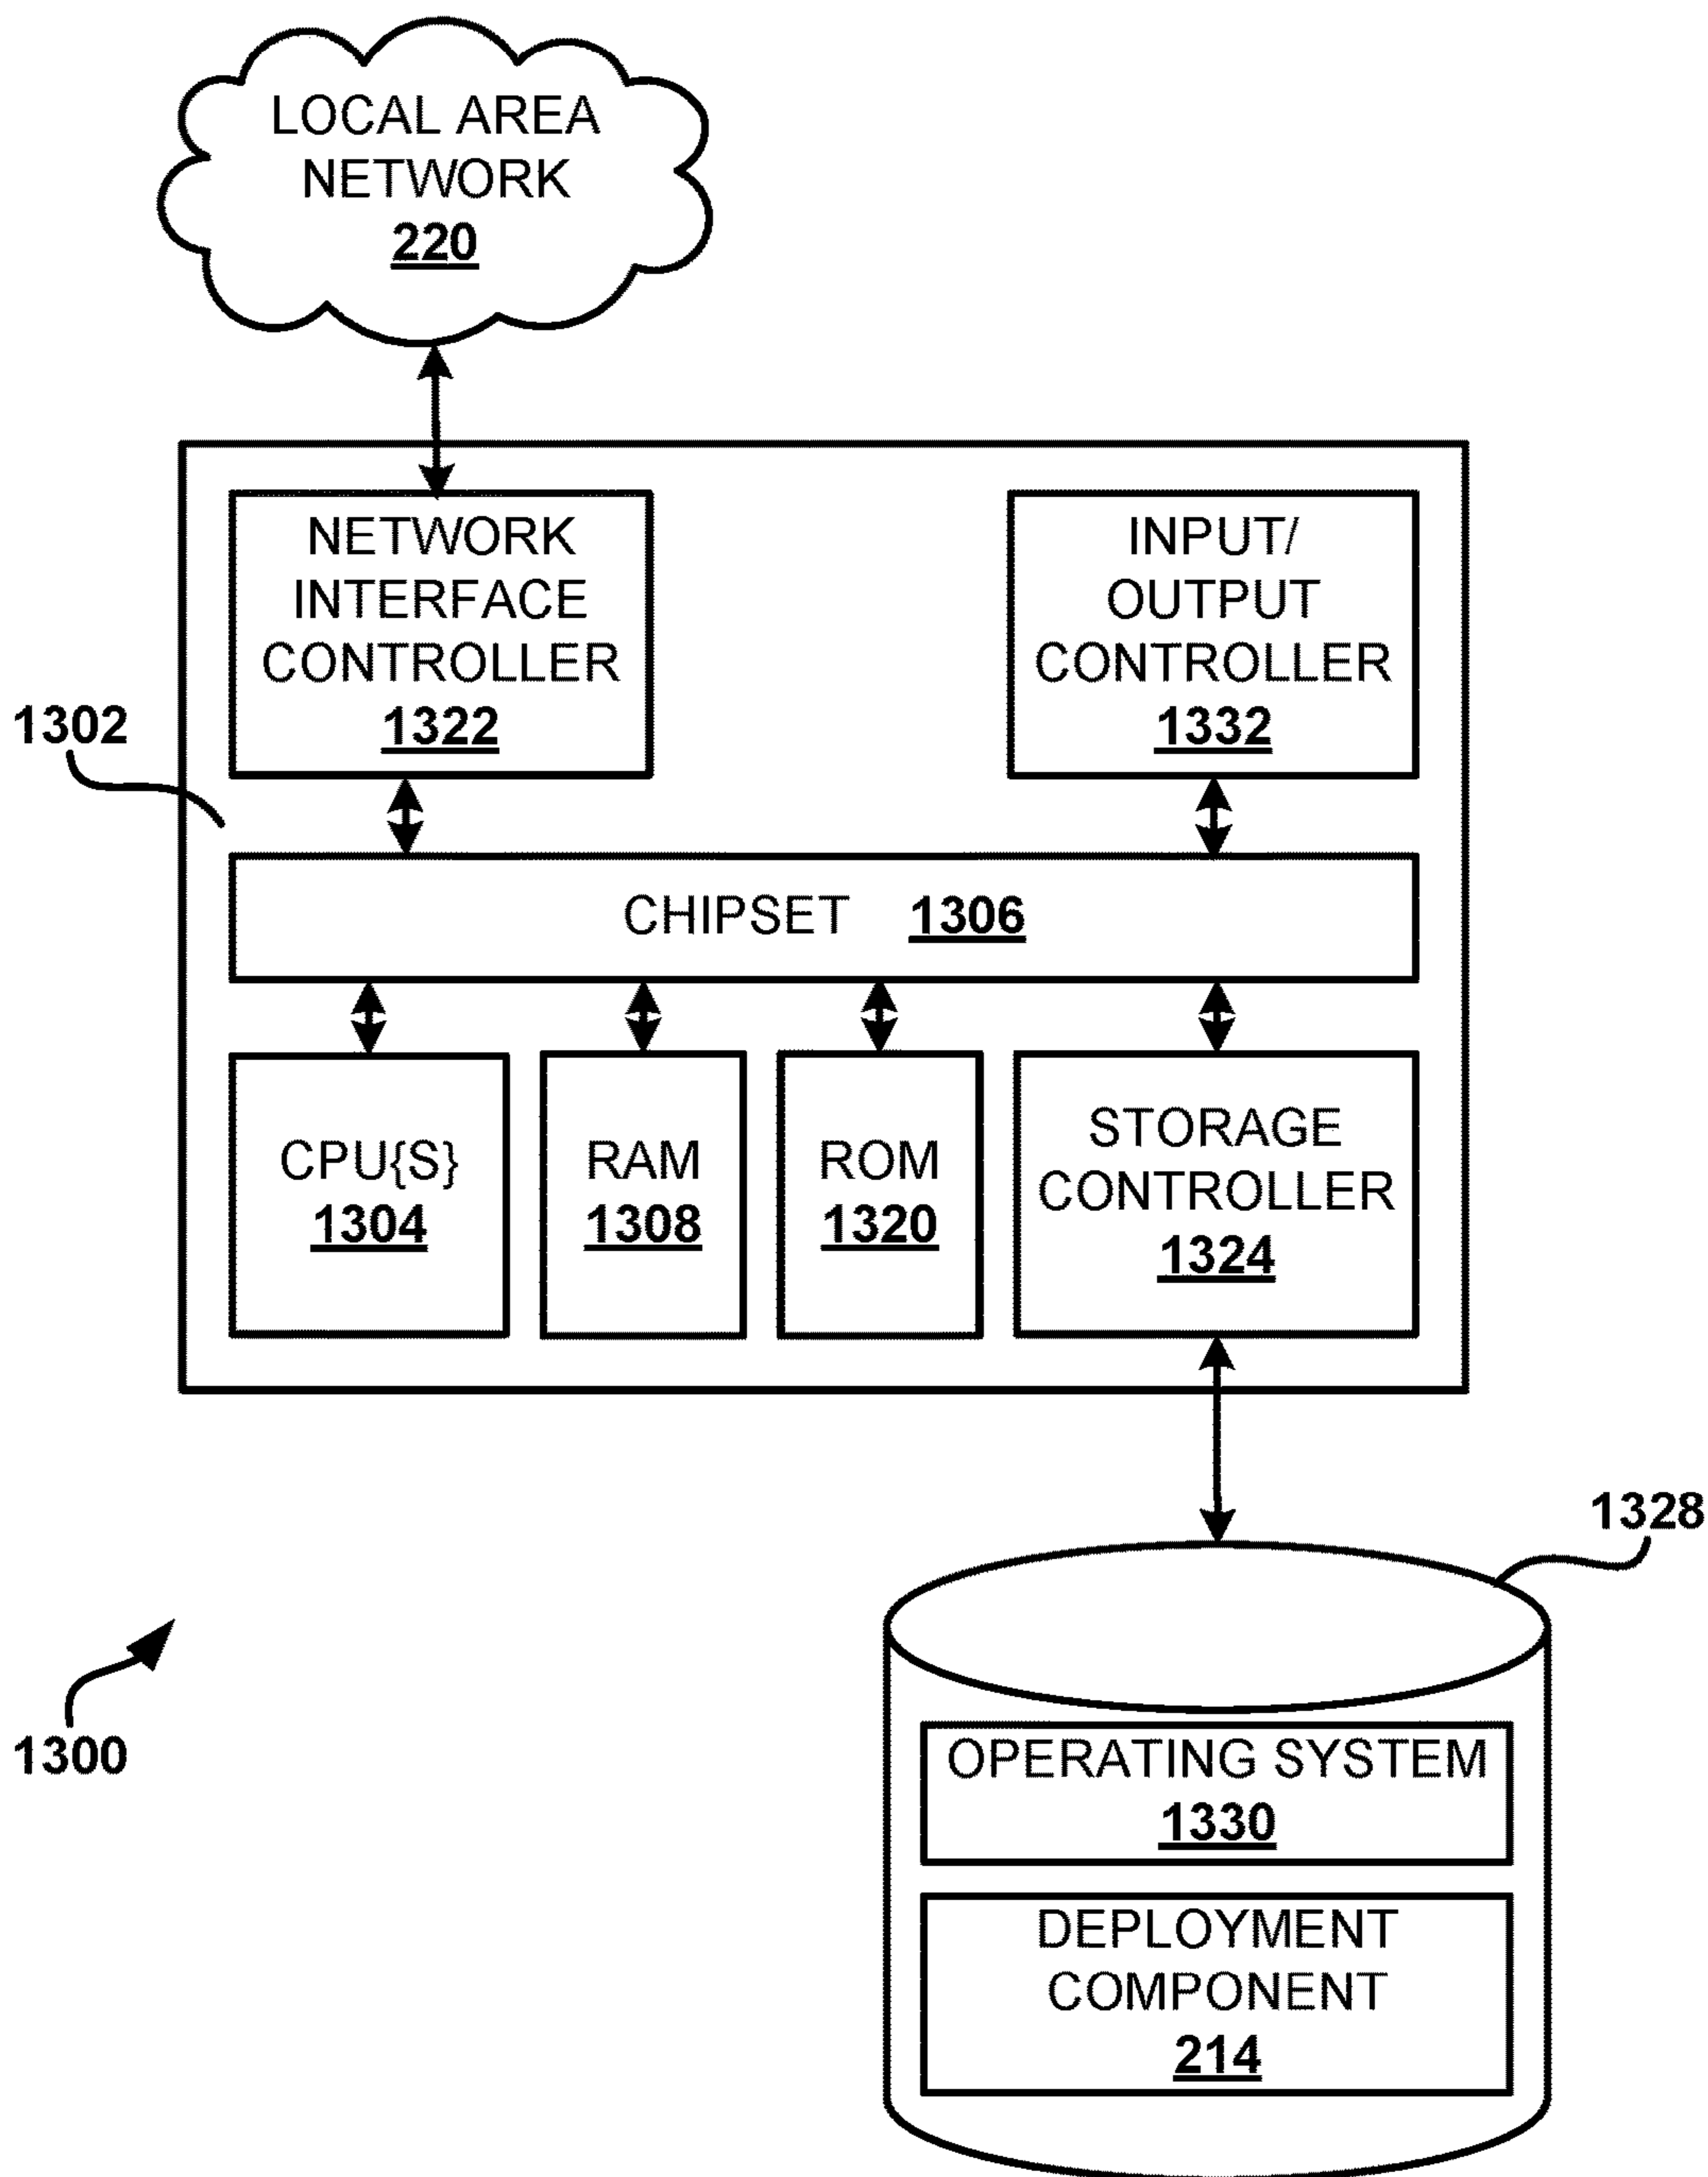 LOCAL AREA
NETWORK
220
NETWORK
INTERFACE
CONTROLLER
1322
INPUT/
OUTPUT
CONTROLLER
1332
1302
CHIPSET 1306
CPU{S}
1304
RAM
1308
ROM
1320
STORAGE
CONTROLLER
1324
1328
1300
OPERATING SYSTEM
1330
DEPLOYMENT
COMPONENT
214